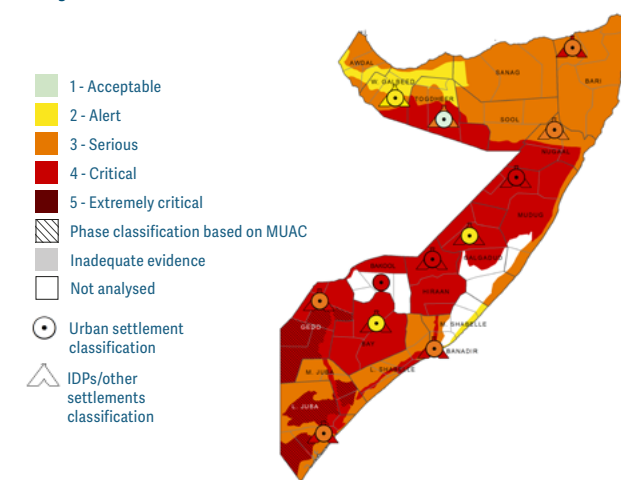 1 - Acceptable
2 - Alert
3 - Serious
4 - Critical
5 - Extremely critical
Phase classification based on MUAC
Inadequate evidence
Not analysed
Urban settlement
classification
IDPs/other
settlements
classification
AWDAL
W. GALBEED
TOGDHEER
SANAG
BARI
SOOL
NUGAAL
MUDUG
GALGADUD
HIRAAN
BAKOOL
M. SHABELLE
BANADIR
GEDO
BAY
L. SHABELLE
M. JUBA
L. JUBA